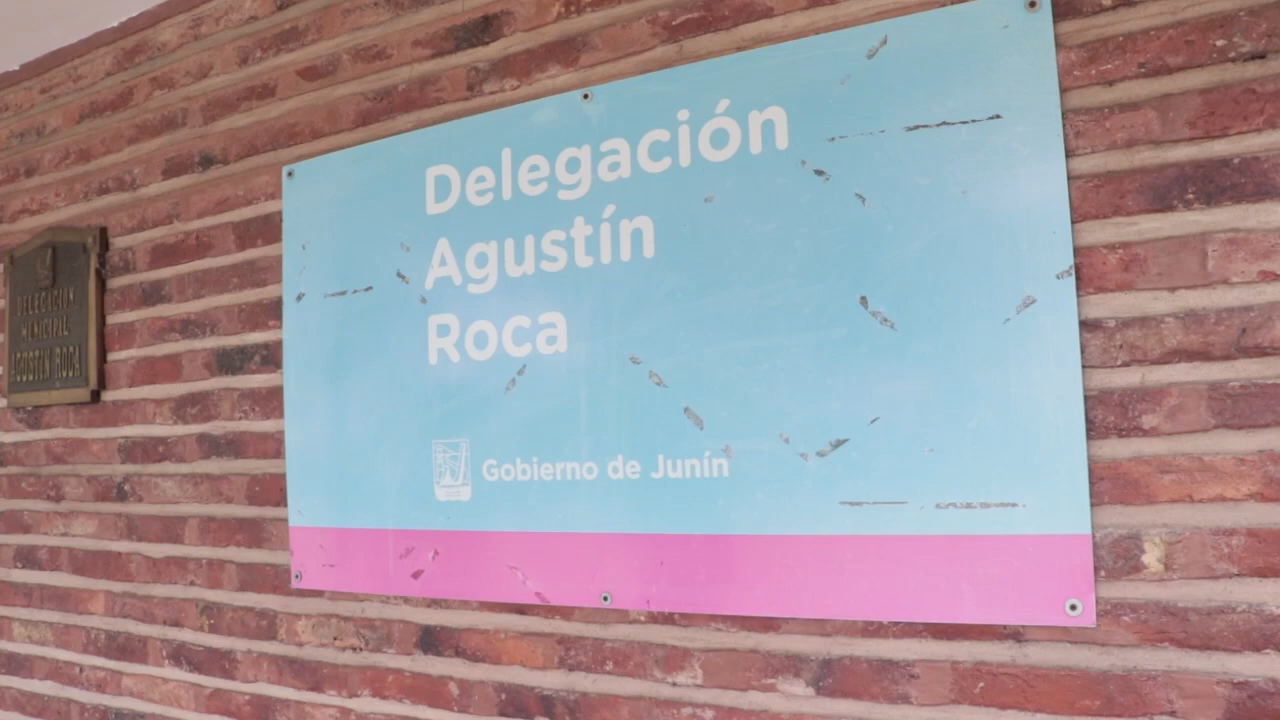 Delegación
Agustín
Roca
Gobierno de Junín
DELEGACION
MUNICIPAL
AGUSTIN ROCA